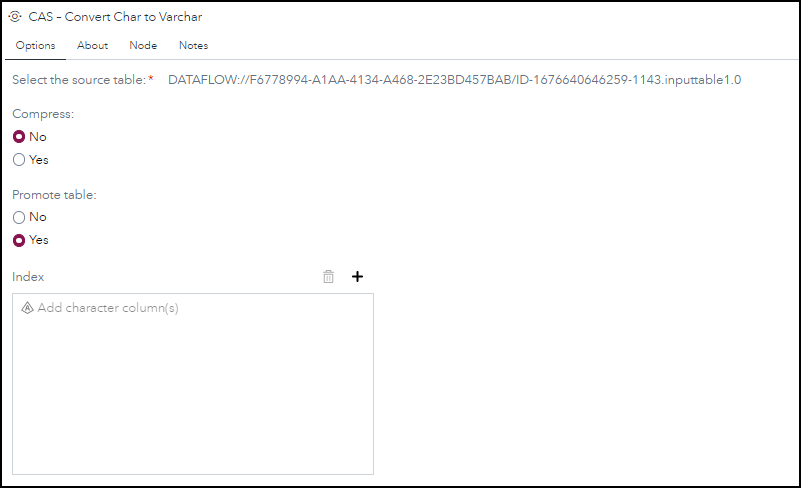 CAS – Convert Char to Varchar
Options About Node Notes
Select the source table: * DATAFLOW://F6778994-A1AA-4134-A468-2E23BD457BAB/ID-1676640646259-1143.inputtable1.0
Compress:
No
Yes
Promote table:
No
Yes
Index
Add character column(s)